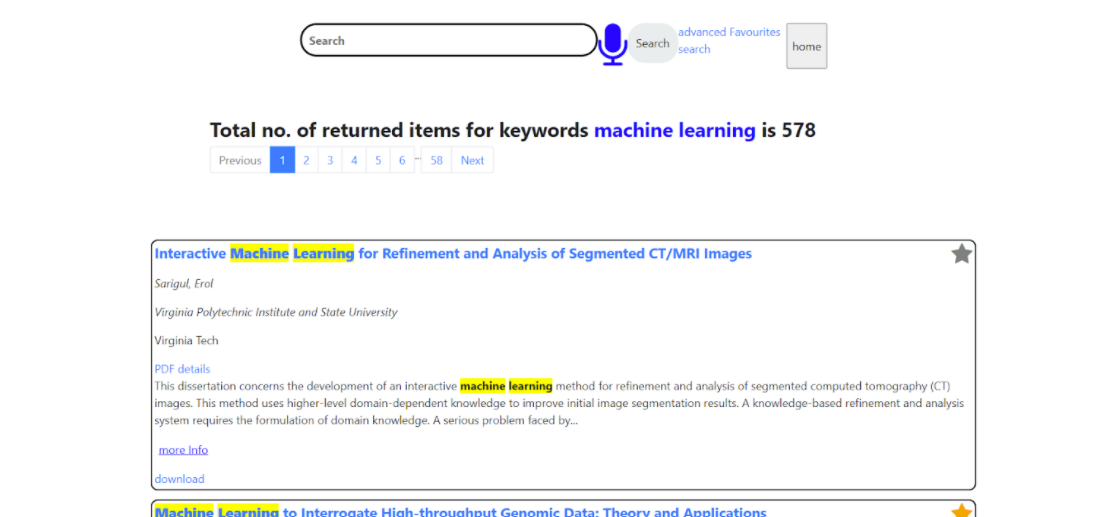 Search
Search
advanced Favourites
search
home
Total no. of returned items for keywords machine learning is 578
Previous 1 2 3 4 5 6 ... 58 Next
Interactive Machine Learning for Refinement and Analysis of Segmented CT/MRI Images
Sarigul, Erol
Virginia Polytechnic Institute and State University
Virginia Tech
PDF details
This dissertation concerns the development of an interactive machine learning method for refinement and analysis of segmented computed tomography (CT)
images. This method uses higher-level domain-dependent knowledge to improve initial image segmentation results. A knowledge-based refinement and analysis
system requires the formulation of domain knowledge. A serious problem faced by...
more Info
download
Machine Learning to Interrogate High-throughput Genomic Data: Theory and Applications